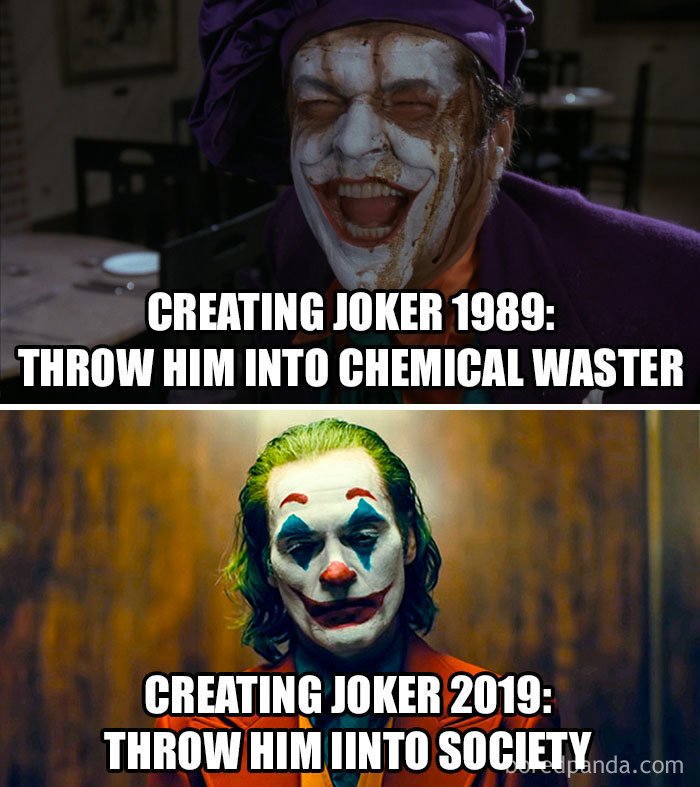 CREATING JOKER 1989:
THROW HIM INTO CHEMICAL WASTER
CREATING JOKER 2019:
THROW HIM IINTO SOCIETY
boredpanda.com